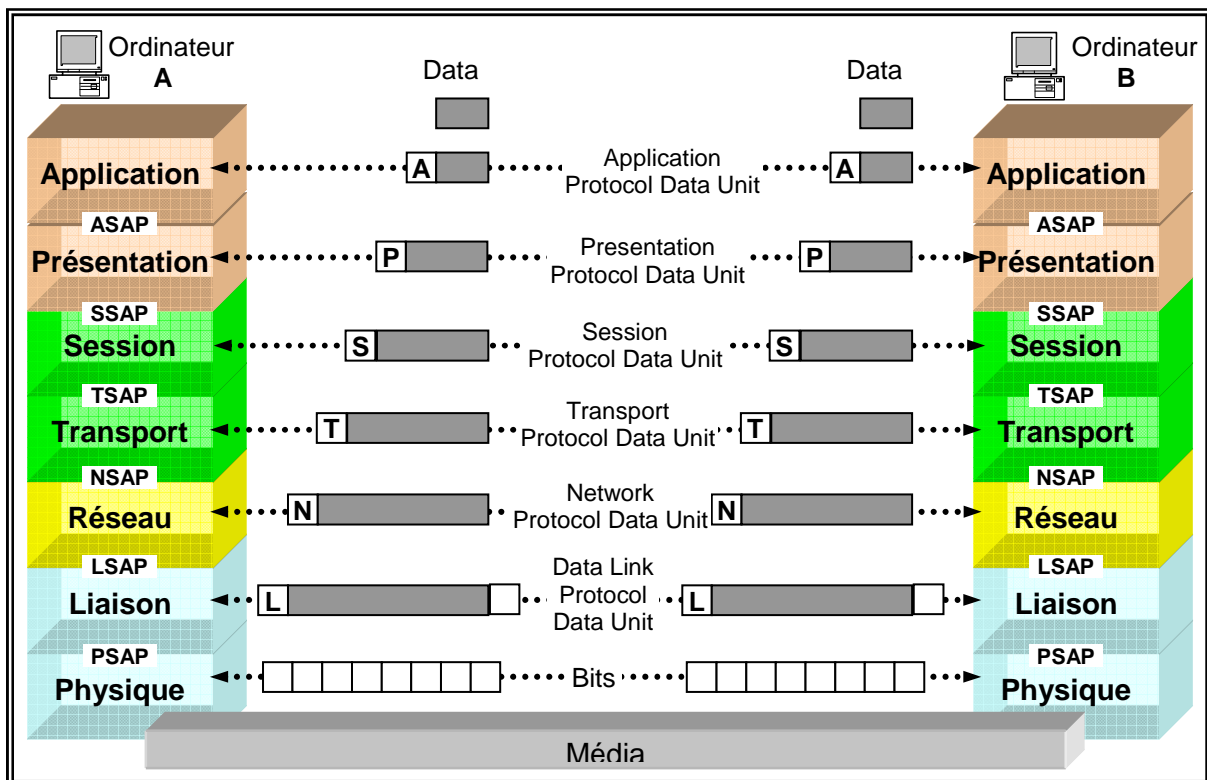 Ordinateur
A
Data
Data
Ordinateur
B
Application
A
Application
Protocol Data Unit
A
Application
ASAP
ASAP
Présentation
P
Presentation
Protocol Data Unit
P
Présentation
SSAP
SSAP
Session
S
Session
Protocol Data Unit
S
Session
TSAP
TSAP
Transport
T
Transport
Protocol Data Unit
T
Transport
NSAP
NSAP
Réseau
N
Network
Protocol Data Unit
N
Réseau
LSAP
LSAP
Liaison
L
Data Link
Protocol
Data Unit
L
Liaison
PSAP
PSAP
Physique
Bits
Physique
Média